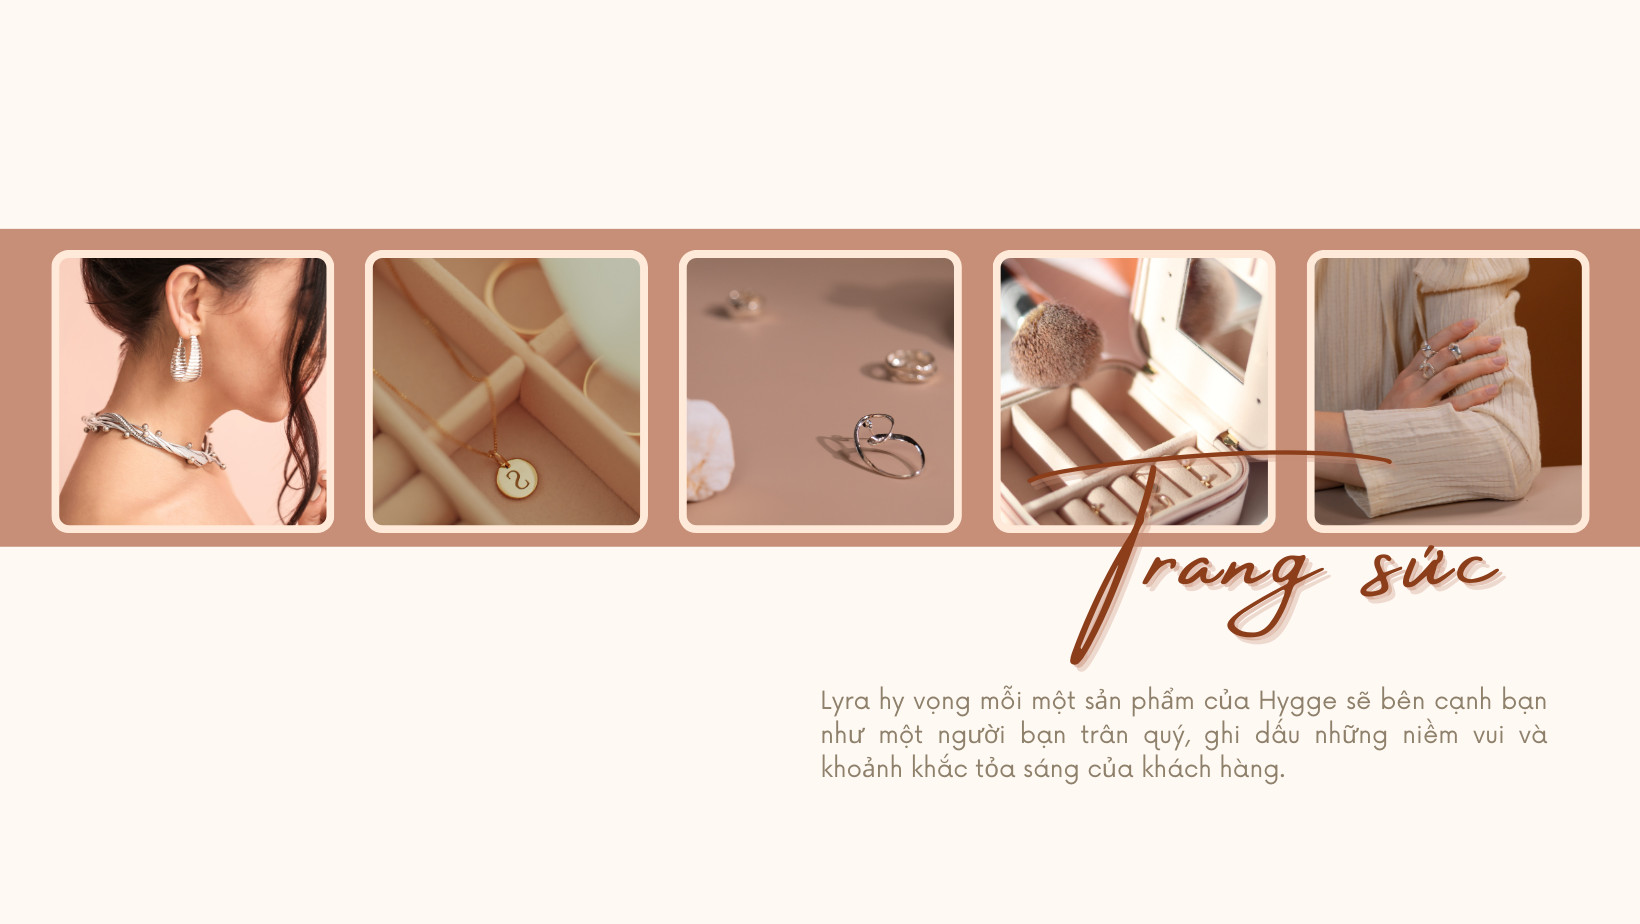 Trang sức
Lyra hy vọng mỗi một sản phẩm của Hygge sẽ bên cạnh bạn
như một người bạn trân quý, ghi dấu những niềm vui và
khoảnh khắc tỏa sáng của khách hàng.